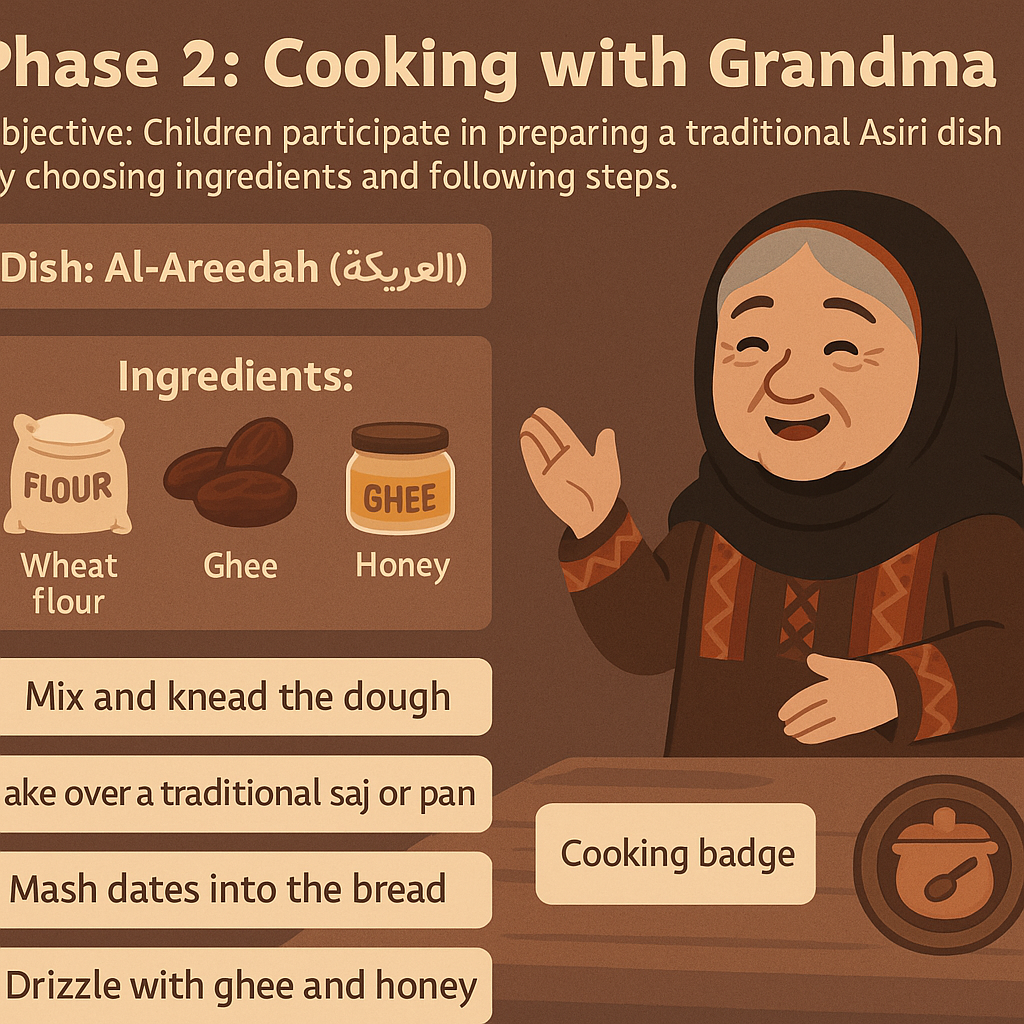 Phase 2: Cooking with Grandma
bjective: Children participate in preparing a traditional Asiri dish
y choosing ingredients and following steps.
Dish: Al-Areedah (العريكة)
Ingredients:
FLOUR
GHEE
Wheat
flour
Ghee
Honey
Mix and knead the dough
ake over a traditional saj or pan
Mash dates into the bread
Drizzle with ghee and honey
Cooking badge